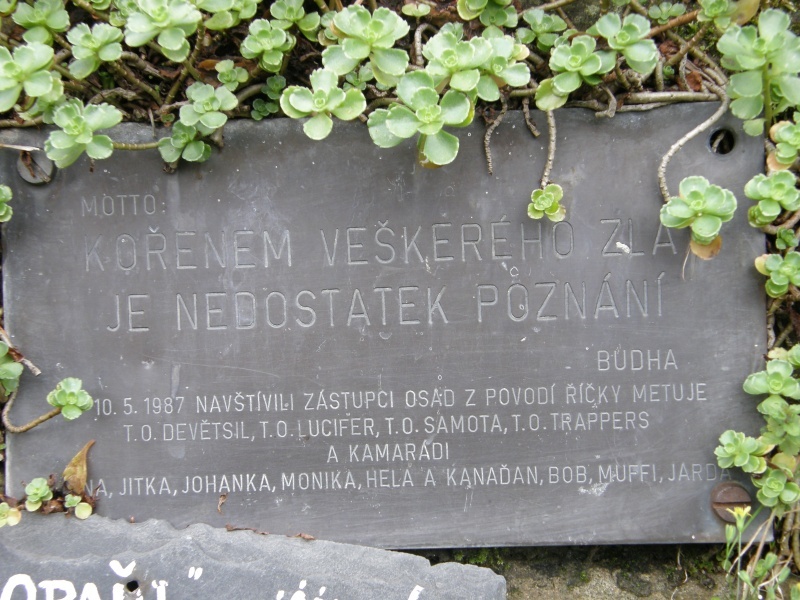 MOTTO:
KOŘENEM VEŠKERÉHO ZLA
JE NEDOSTATEK POZNÁNÍ
BUDHA
10. 5. 1987 NAVŠTÍVILI ZÁSTUPCI OSAD Z POVODÍ ŘÍČKY METUJE
T.O. DEVĚTSIL, T.O. LUCIFER, T.O. SAMOTA, T.O. TRAPPERS
A KAMARÁDI
JITKA, JOHANKA, MONIKA, HELA A KANAĎAN, BOB, MUFFI, JARDA